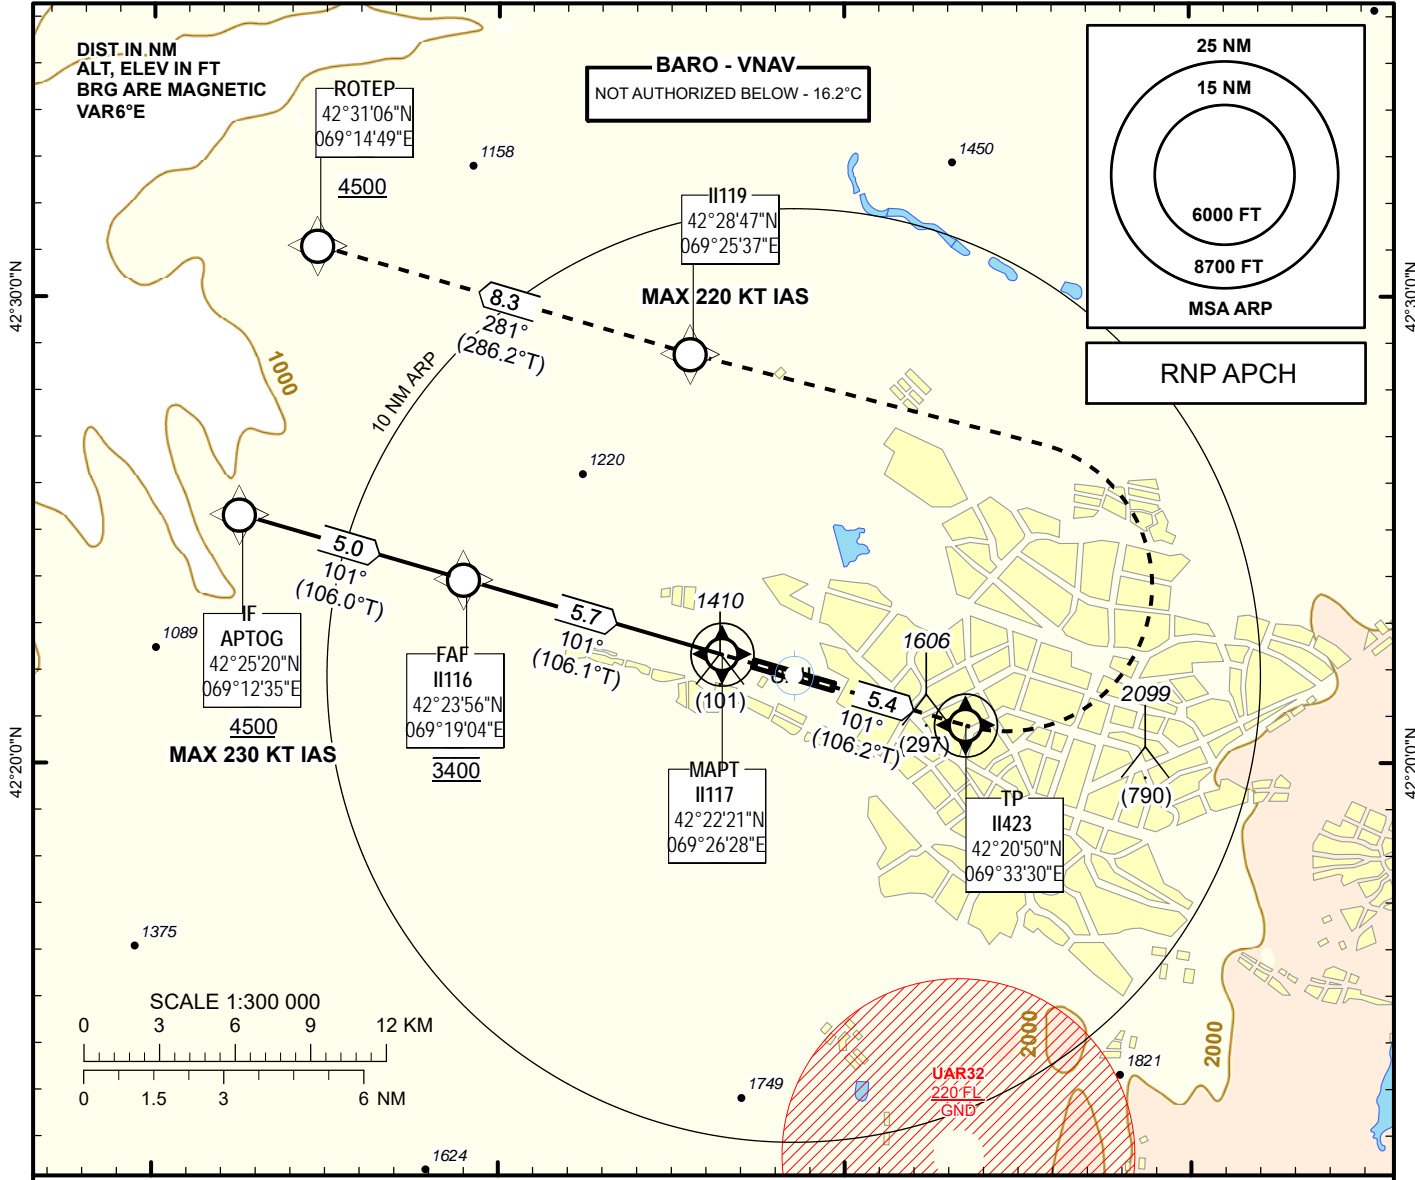 DIST IN NM
ALT, ELEV IN FT
BRG ARE MAGNETIC
VAR6°E
BARO - VNAV
NOT AUTHORIZED BELOW - 16.2°C
25 NM
15 NM
6000 FT
8700 FT
MSA ARP
RNP APCH
ROTEP
42°31'06"N
069°14'49"E
4500
1158
1450
II119
42°28'47"N
069°25'37"E
MAX 220 KT IAS
8.3
281°
(286.2°T)
42°30'0"N
42°30'0"N
1000
10 NM ARP
1220
5.0
101°
(106.0°T)
5.7
101°
(106.1°T)
1410
(101)
1606
(297)
5.4
101°
(106.2°T)
2099
(790)
1089
IF
APTOG
42°25'20"N
069°12'35"E
4500
MAX 230 KT IAS
FAF
II116
42°23'56"N
069°19'04"E
3400
MAPT
II117
42°22'21"N
069°26'28"E
TP
II423
42°20'50"N
069°33'30"E
42°20'0"N
42°20'0"N
1375
SCALE 1:300 000
0 3 6 9 12 KM
0 1.5 3 6 NM
1749
1624
UAR32
220 FL
GND
2000
2000
1821